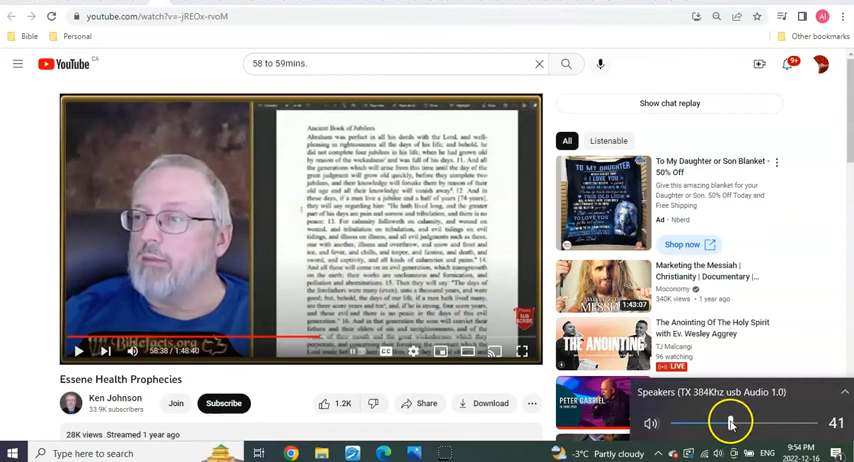 youtube.com/watch?v=-jREOx-rvoM
Bible
Personal
Other bookmarks
YouTube CA
58 to 59mins.
9+
Show chat replay
Ancient Book of Jubilees
Abraham was perfect in all his deeds with the Lord, and well-
pleasing in righteousness all the days of his life; and behold, he
did not complete four jubilees in his life, when he had grown old
by reason of the wickedness and was full of his days. 11. And all
the generations which will arise from this time until the day of the
great judgment will grow old quickly, before they complete two
jubilees, and their knowledge will forsake them by reason of their
old age and all their knowledge will vanish away. 12. And in
those days, if a man live a jubilee and a half of years [74 years],
they will say regarding him: "He hath lived long, and the greater
part of his days are pain and sorrow and tribulation, and there is no
peace: 13. For calamity followeth on calamity, and wound on
wound, and tribulation on tribulation, and evil tidings on evil
tidings, and illness on illness, and all evil judgments such as these,
one with another, illness and overthrow, and snow and frost and
ice, and fever, and chills, and torpor, and famine, and death, and
sword, and captivity, and all kinds of calamities and pains." 14.
And all these will come on an evil generation, which transgresseth
on the earth: their works are uncleanness and fornication, and
pollution and abominations. 15. Then they will say: "The days of
the forefathers were many (even), unto a thousand years, and were
good; but, behold, the days of our life, if a man hath lived many,
are three score years and ten, and, if he is strong, four score years,
and those evil and there is no peace in the days of this evil
generation." 16. And in that generation the sons will convict their
fathers and their elders of sin and unrighteousness, and of the
Biblefacts.org
58:38 / 1:48:40
CC
Essene Health Prophecies
Ken Johnson
33.9K subscribers
Join
Subscribe
1.2K
Share
Download
28K views Streamed 1 year ago
All
Listenable
To My Daughter or Son Blanket -
50% Off
Give this amazing blanket for your
Daughter or Son. 50% Off Today and
Free Shipping
Ad · Nberd
Shop now
Marketing the Messiah |
Christianity | Documentary |...
Moconomy
340K views · 1 year ago
1:43:07
The Anointing Of The Holy Spirit
with Ev. Wesley Aggrey
TJ Malcangi
96 watching
LIVE
THE ANOINTING
PETER GABRIEL
Speakers (TX 384Khz usb Audio 1.0)
41
Type here to search
-3°C Partly cloudy
9:54 PM
2022-12-16